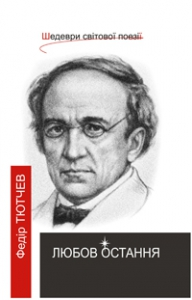 Шедеври світової поезії
Федір ТЮТЧЕВ
ЛЮБОВ ОСТАННЯ